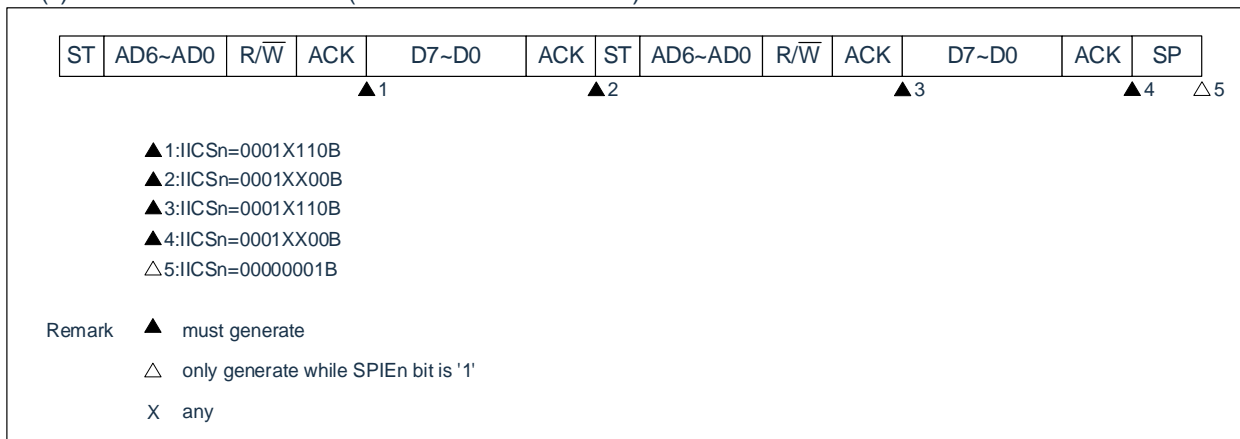 ST AD6~AD0 R/W̅ ACK D7~D0 ACK ST AD6~AD0 R/W̅ ACK D7~D0 ACK SP
▲1 ▲2 ▲3 ▲4 △5
▲1:IICSn=0001X110B
▲2:IICSn=0001XX00B
▲3:IICSn=0001X110B
▲4:IICSn=0001XX00B
△5:IICSn=00000001B
Remark ▲ must generate
△ only generate while SPIEn bit is '1'
X any